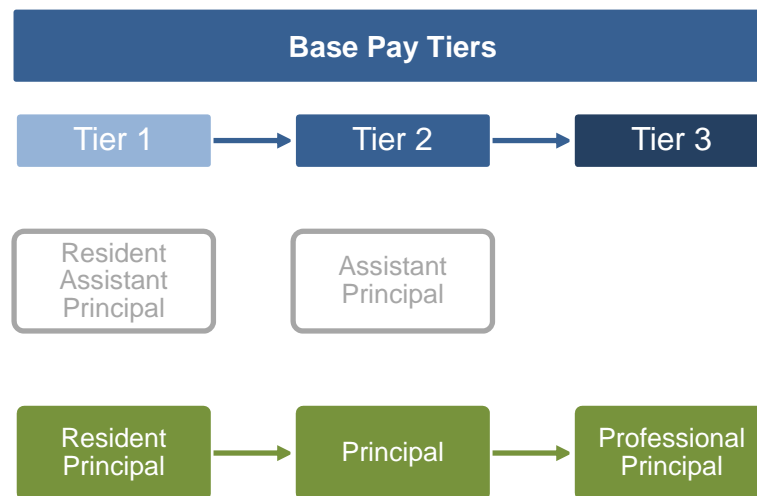 Base Pay Tiers
Tier 1
Tier 2
Tier 3
Resident
Assistant
Principal
Assistant
Principal
Resident
Principal
Principal
Professional
Principal